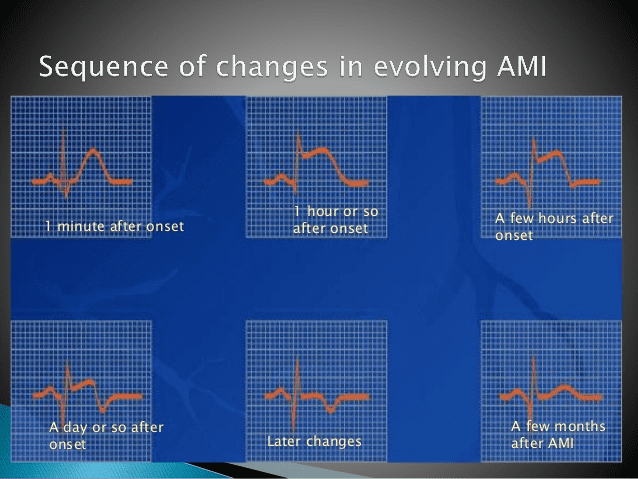 Sequence of changes in evolving AMI
1 minute after onset
1 hour or so
after onset
A few hours after
onset
A day or so after
onset
Later changes
A few months
after AMI